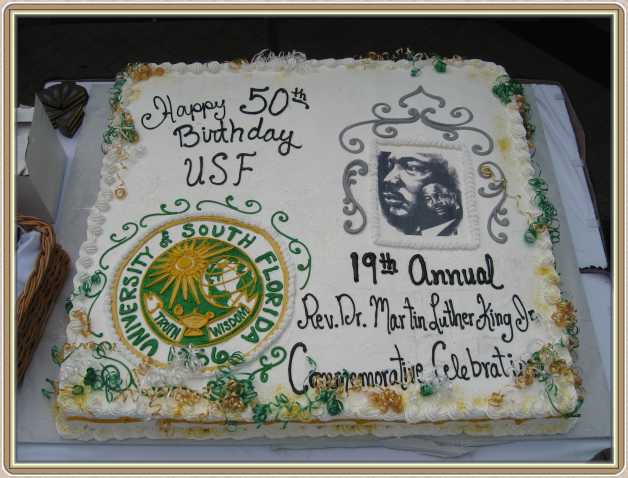 Happy 50th
Birthday
USF
UNIVERSITY of SOUTH FLORIDA
TRUTH WISDOM
1956
19th Annual
Rev. Dr. Martin Luther King Jr.
Commemorative Celebration